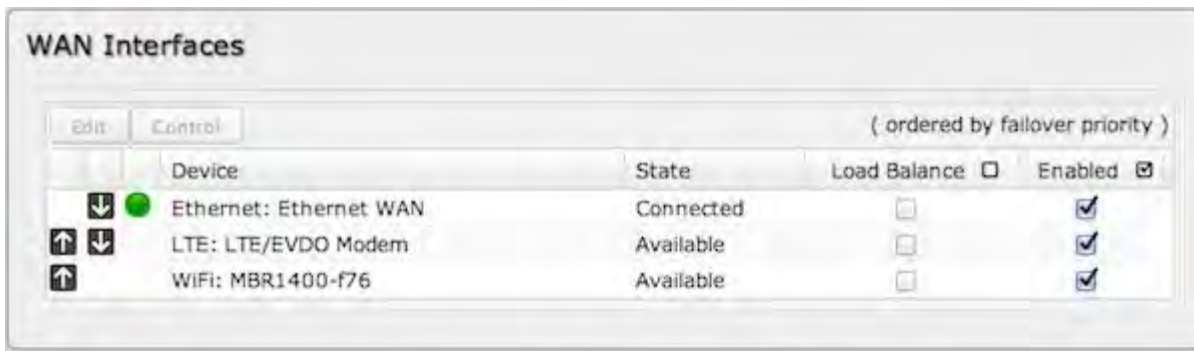 WAN Interfaces
Edit Control ( ordered by failover priority )
Device State Load Balance Enabled
Ethernet: Ethernet WAN Connected
LTE: LTE/EVDO Modem Available
WiFi: MBR1400-f76 Available